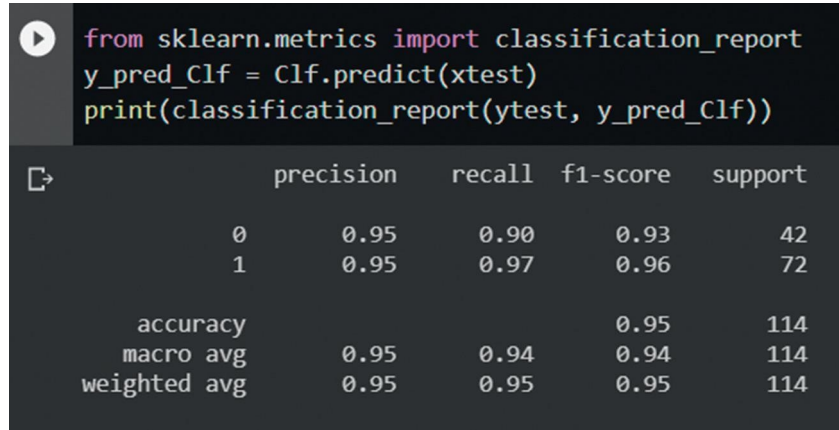 from sklearn.metrics import classification_report
y_pred_Clf = Clf.predict(xtest)
print(classification_report(ytest, y_pred_Clf))
precision recall f1-score support
0 0.95 0.90 0.93 42
1 0.95 0.97 0.96 72
accuracy 0.95 114
macro avg 0.95 0.94 0.94 114
weighted avg 0.95 0.95 0.95 114